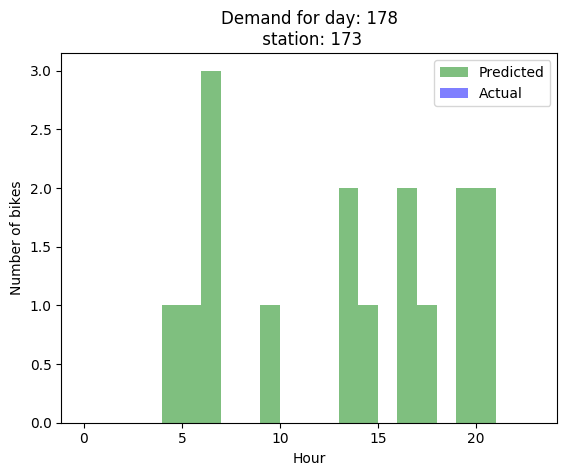 Demand for day: 178
station: 173
Predicted
Actual
3.0
2.5
2.0
1.5
1.0
0.5
0.0
Number of bikes
0
5
10
15
20
Hour